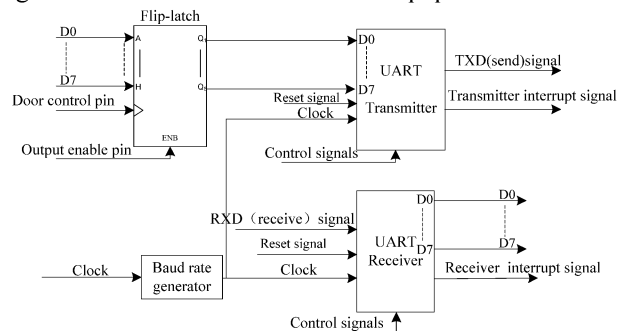 Flip-latch
D0
A
Q₁
D0
D7
H
Q₂
D7
UART
Transmitter
TXD(send)signal
Transmitter interrupt signal
Door control pin
Reset signal
Clock
ENB
Output enable pin
Control signals
RXD（receive）signal
Reset signal
Clock
Baud rate
generator
Clock
UART
Receiver
D0
D0
D7
D7
Receiver interrupt signal
Control signals